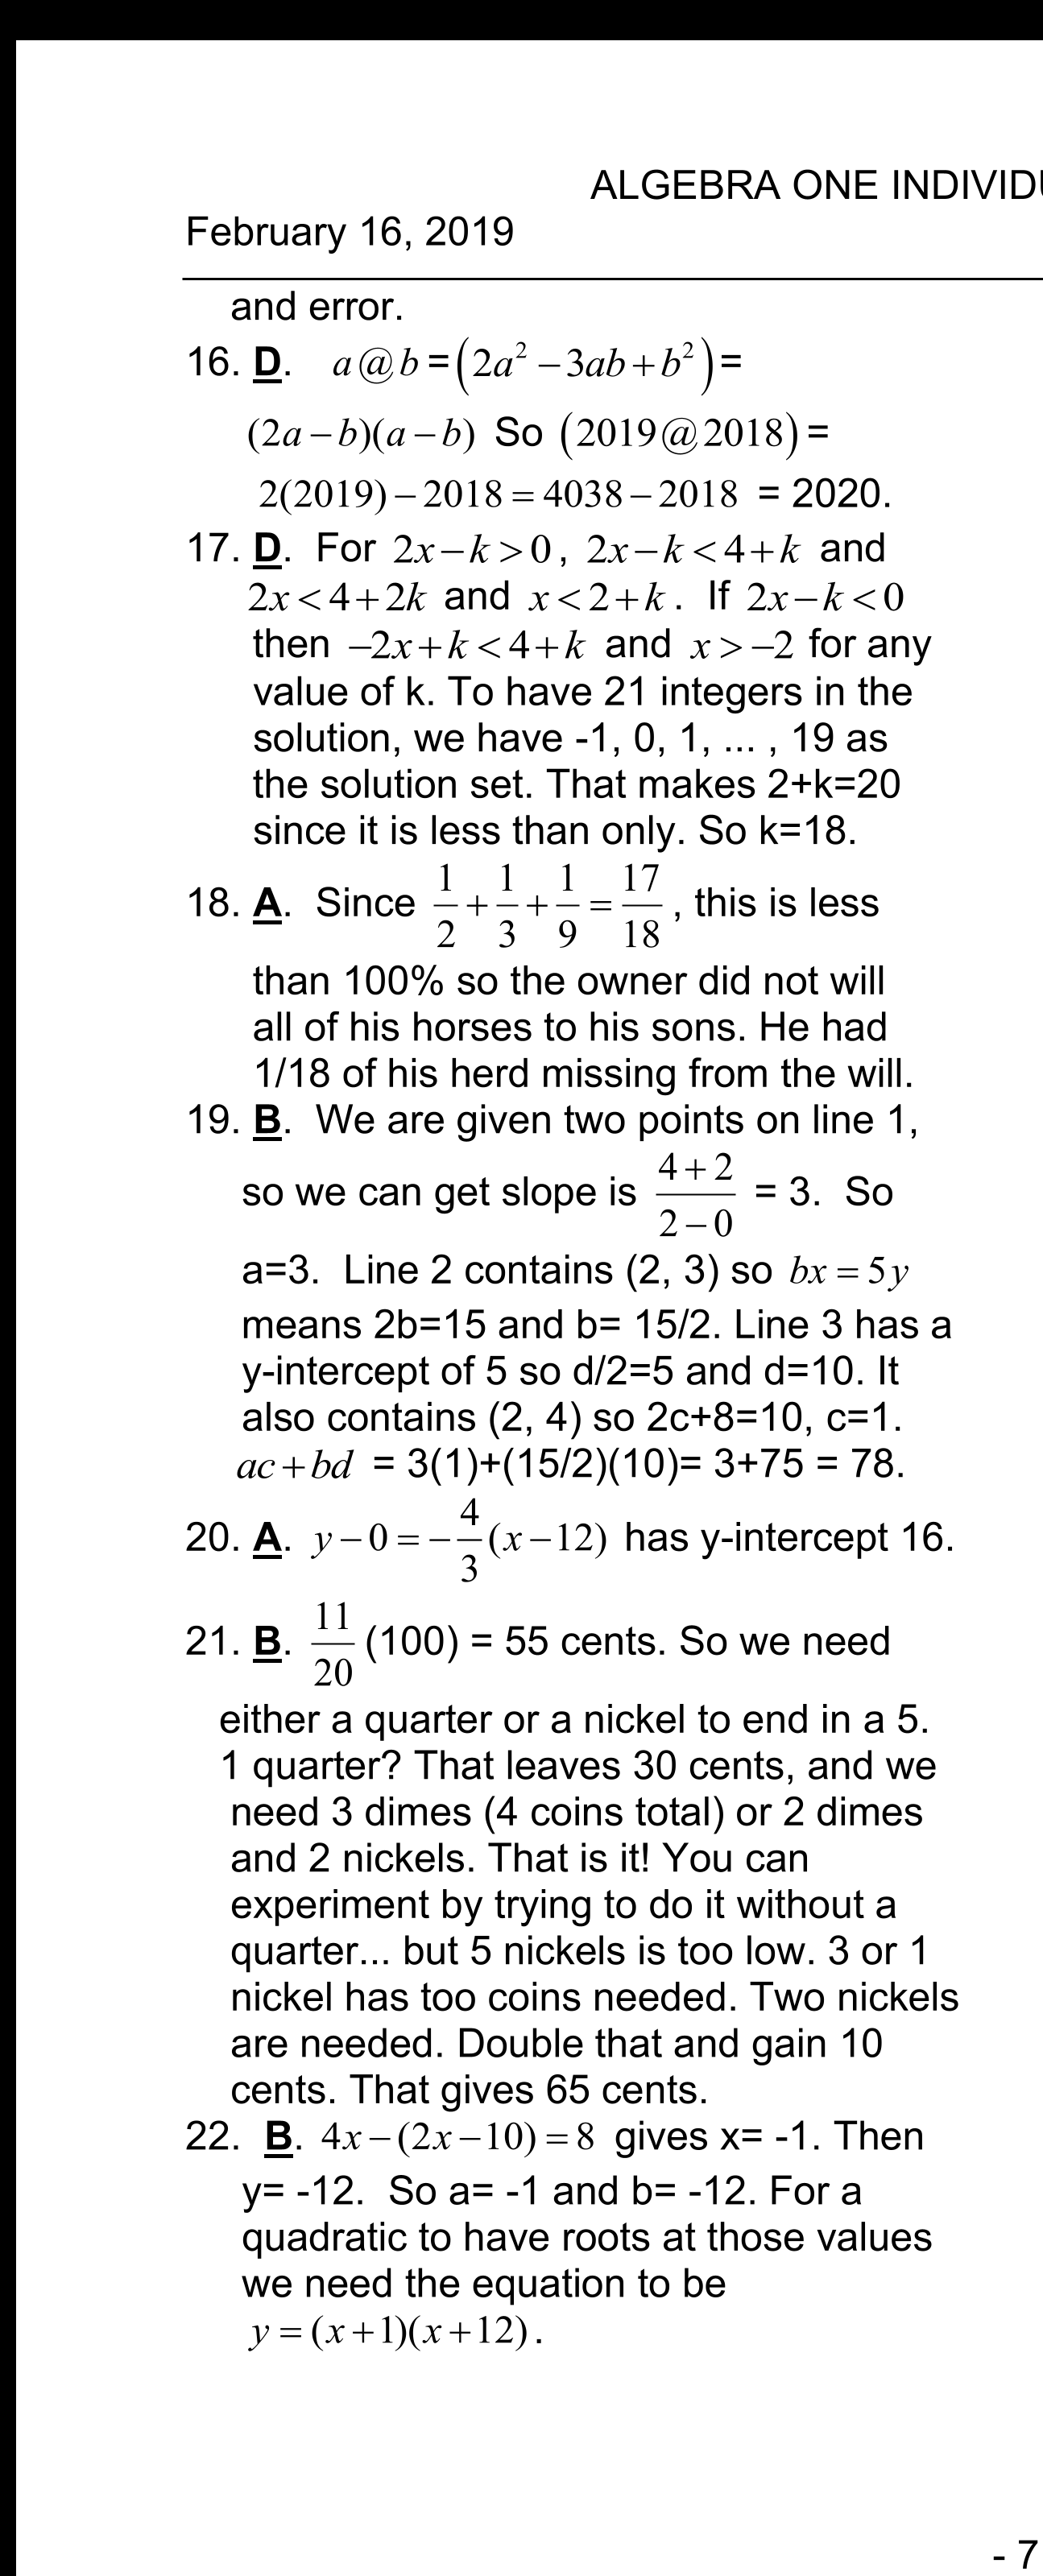 ALGEBRA ONE INDIVIDU
February 16, 2019
and error.
16. D. a@b=(2a² −3ab+b²)=
(2a−b)(a−b) So (2019@2018)=
2(2019)−2018=4038−2018 = 2020.
17. D. For 2x−k>0, 2x−k<4+k and
2x<4+2k and x<2+k. If 2x−k<0
then −2x+k<4+k and x>−2 for any
value of k. To have 21 integers in the
solution, we have -1, 0, 1, ... , 19 as
the solution set. That makes 2+k=20
since it is less than only. So k=18.
18. A. Since 1/2+1/3+1/9=17/18, this is less
than 100% so the owner did not will
all of his horses to his sons. He had
1/18 of his herd missing from the will.
19. B. We are given two points on line 1,
so we can get slope is (4+2)/(2−0) = 3. So
a=3. Line 2 contains (2, 3) so bx=5y
means 2b=15 and b= 15/2. Line 3 has a
y-intercept of 5 so d/2=5 and d=10. It
also contains (2, 4) so 2c+8=10, c=1.
ac+bd = 3(1)+(15/2)(10)= 3+75 = 78.
20. A. y−0=−4/3(x−12) has y-intercept 16.
21. B. 11/20(100) = 55 cents. So we need
either a quarter or a nickel to end in a 5.
1 quarter? That leaves 30 cents, and we
need 3 dimes (4 coins total) or 2 dimes
and 2 nickels. That is it! You can
experiment by trying to do it without a
quarter... but 5 nickels is too low. 3 or 1
nickel has too coins needed. Two nickels
are needed. Double that and gain 10
cents. That gives 65 cents.
22. B. 4x−(2x−10)=8 gives x= -1. Then
y= -12. So a= -1 and b= -12. For a
quadratic to have roots at those values
we need the equation to be
y=(x+1)(x+12).
- 7